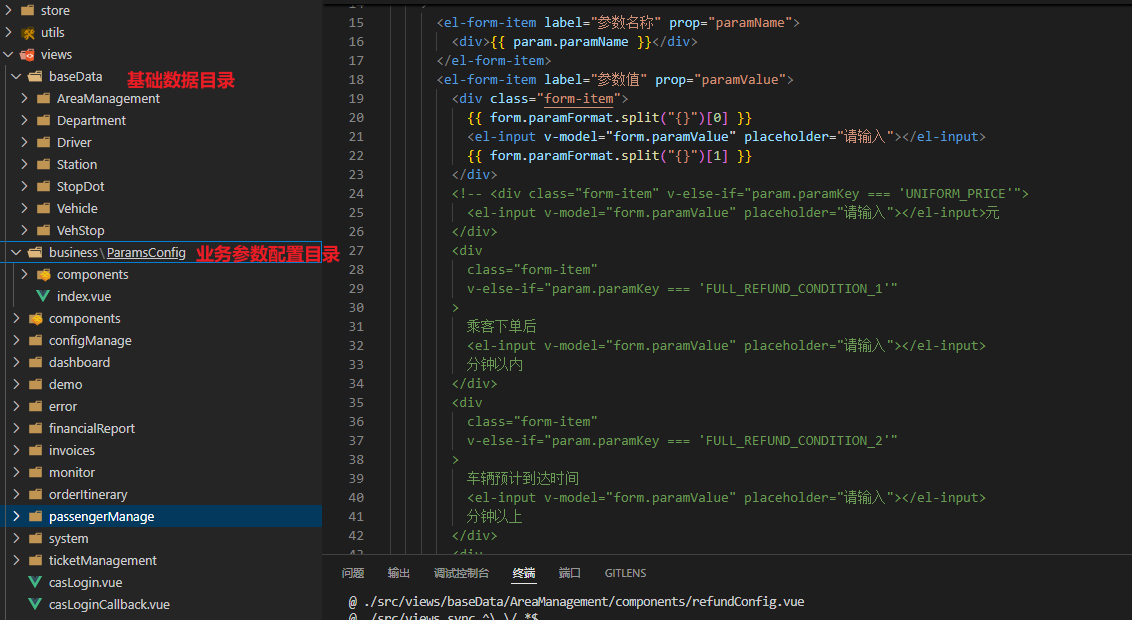 store
utils
views
baseData 基础数据目录
AreaManagement
Department
Driver
Station
StopDot
Vehicle
VehStop
business\ParamsConfig 业务参数配置目录
components
index.vue
components
configManage
dashboard
demo
error
financialReport
invoices
monitor
orderItinerary
passengerManage
system
ticketManagement
casLogin.vue
casLoginCallback.vue
15 <el-form-item label="参数名称" prop="paramName">
16 <div>{{ param.paramName }}</div>
17 </el-form-item>
18 <el-form-item label="参数值" prop="paramValue">
19 <div class="form-item">
20 {{ form.paramFormat.split("{}")[0] }}
21 <el-input v-model="form.paramValue" placeholder="请输入"></el-input>
22 {{ form.paramFormat.split("{}")[1] }}
23 </div>
24 <!-- <div class="form-item" v-else-if="param.paramKey === 'UNIFORM_PRICE'">
25 <el-input v-model="form.paramValue" placeholder="请输入"></el-input>元
26 </div>
27 <div
28 class="form-item"
29 v-else-if="param.paramKey === 'FULL_REFUND_CONDITION_1'"
30 >
31 乘客下单后
32 <el-input v-model="form.paramValue" placeholder="请输入"></el-input>
33 分钟以内
34 </div>
35 <div
36 class="form-item"
37 v-else-if="param.paramKey === 'FULL_REFUND_CONDITION_2'"
38 >
39 车辆预计到达时间
40 <el-input v-model="form.paramValue" placeholder="请输入"></el-input>
41 分钟以上
42 </div>
43 <div
问题 输出 调试控制台 终端 端口 GITLENS
@ ./src/views/baseData/AreaManagement/components/refundConfig.vue
@ ./src/views sync ^\.\/.*$